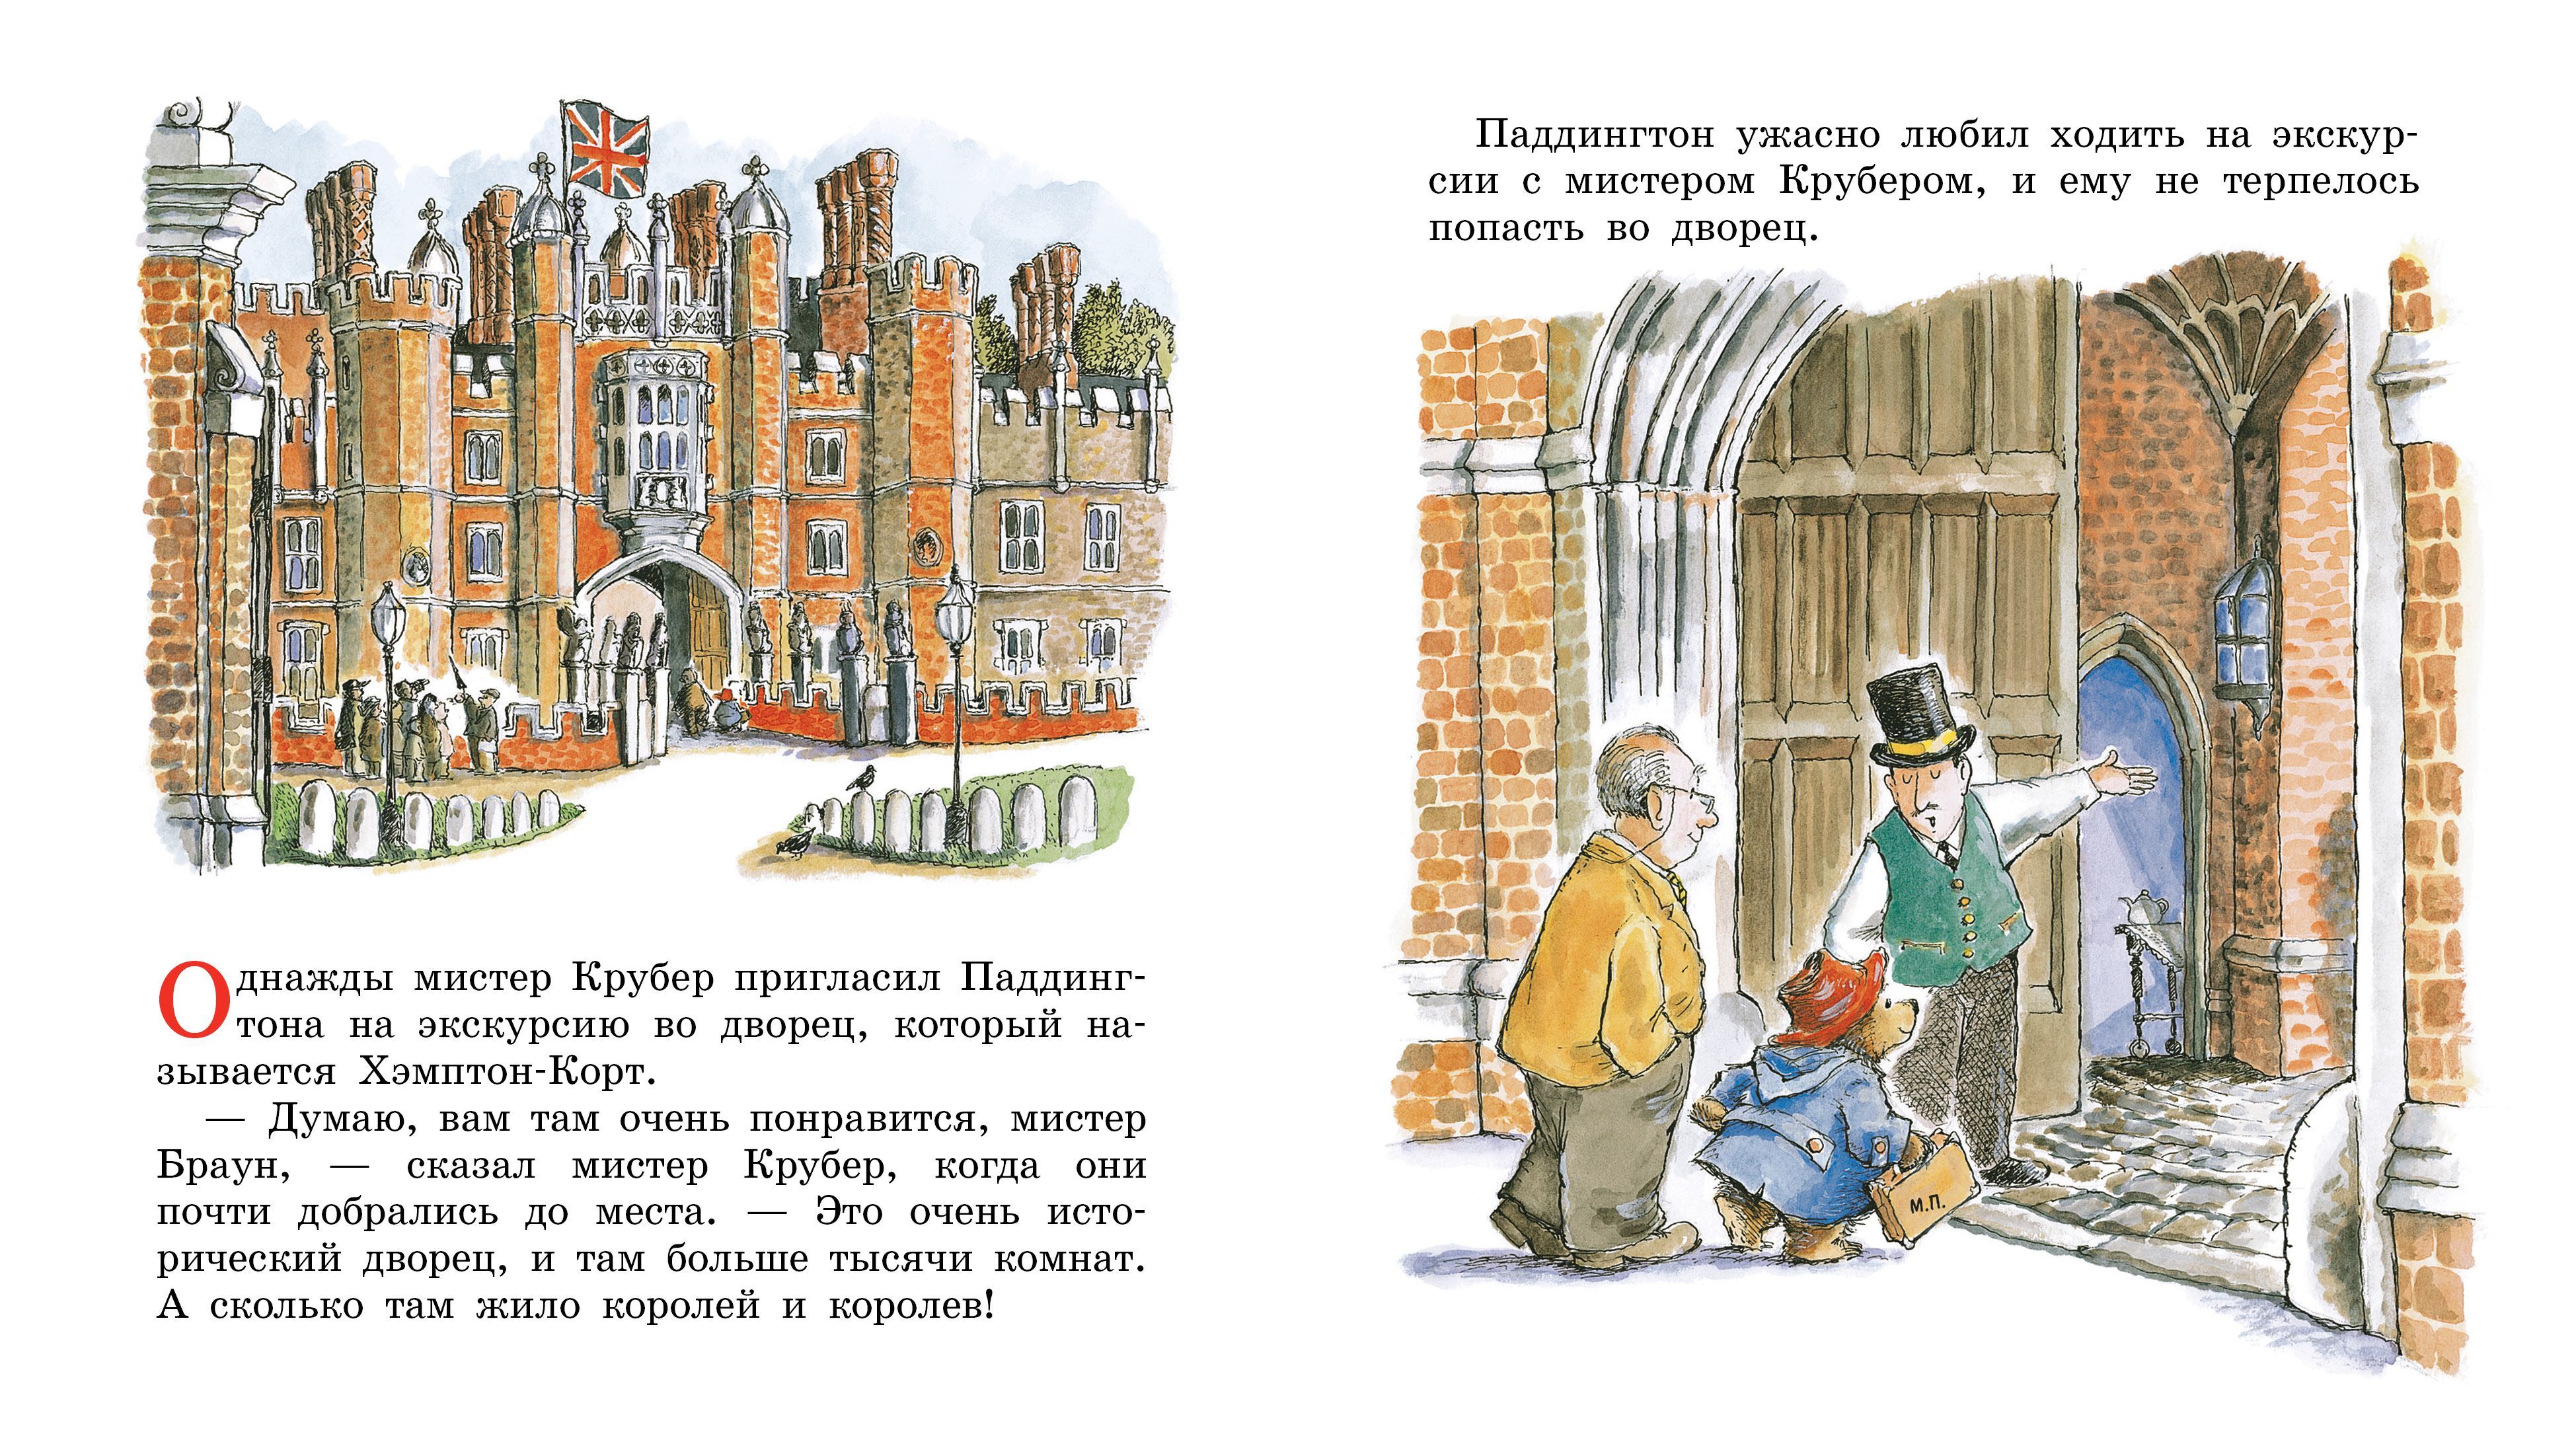 Однажды мистер Крубер пригласил Паддинг-
тона на экскурсию во дворец, который на-
зывается Хэмптон-Корт.
— Думаю, вам там очень понравится, мистер
Браун, — сказал мистер Крубер, когда они
почти добрались до места. — Это очень исто-
рический дворец, и там больше тысячи комнат.
А сколько там жило королей и королев!
Паддингтон ужасно любил ходить на экскур-
сии с мистером Крубером, и ему не терпелось
попасть во дворец.
М.П.